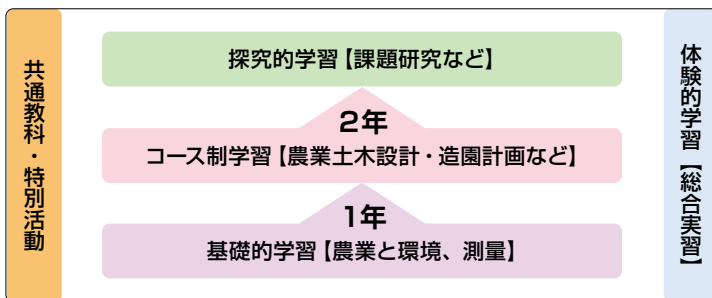 共通教科・特別活動
探究的学習【課題研究など】
2年
コース制学習【農業土木設計・造園計画など】
1年
基礎的学習【農業と環境、測量】
体験的学習【総合実習】